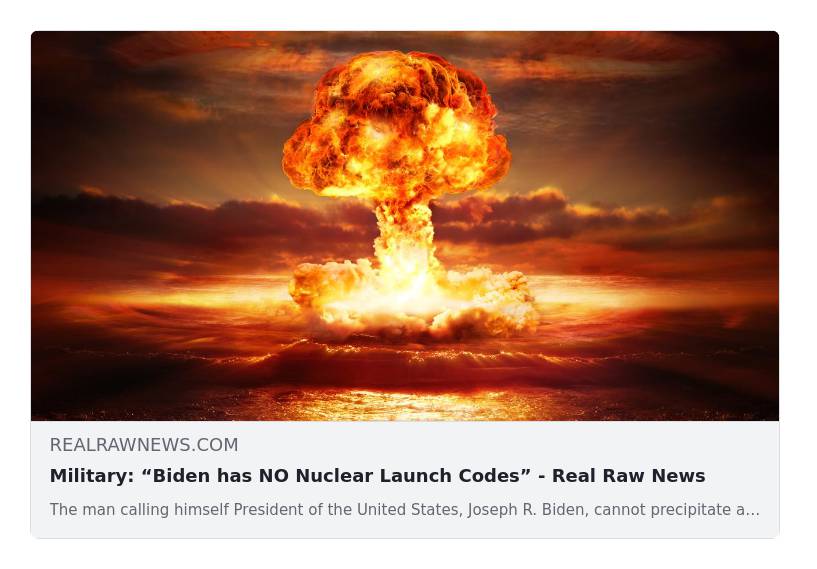 REALRAWNEWS.COM
Military: “Biden has NO Nuclear Launch Codes” - Real Raw News
The man calling himself President of the United States, Joseph R. Biden, cannot precipitate a...